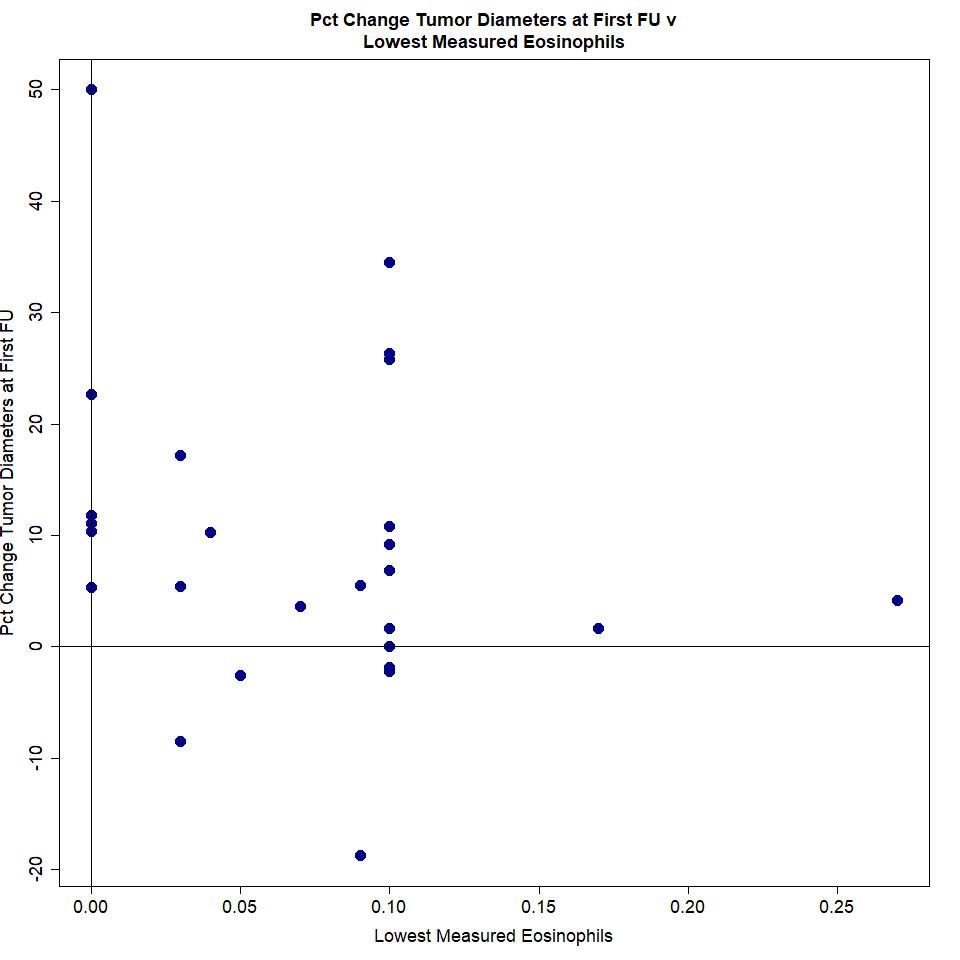 Pct Change Tumor Diameters at First FU v
Lowest Measured Eosinophils
Pct Change Tumor Diameters at First FU
50
40
30
20
10
0
-10
-20
0.00 0.05 0.10 0.15 0.20 0.25
Lowest Measured Eosinophils